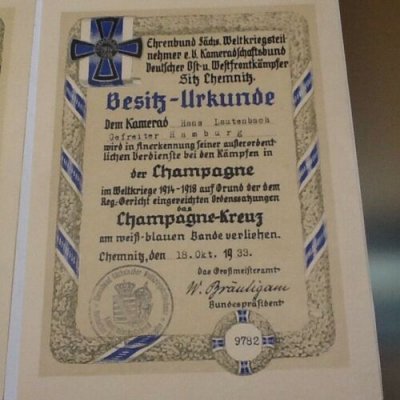 Ehrenbund Sächs. Weltkriegsteil
nehmer e.V. Kameradschaftsbund
Deutscher Ost- u. Westfrontkämpfer
Sitz Chemnitz.
Besitz-Urkunde
Dem Kamerad Hans Lautenbach
Gefreiter Hamburg
wird in Anerkennung seiner außerordent
lichen Verdienste bei den Kämpfen in
der Champagne
im Weltkriege 1914-1918 auf Grund der dem
Reg.-Gericht eingereichten Ordenssatzungen
das
Champagne-Kreuz
am weiß-blauen Bande verliehen.
Chemnitz, den 18. Okt. 1933.
Das Großmeisteramt
W. Bräutigam
Bundespräsident
9782